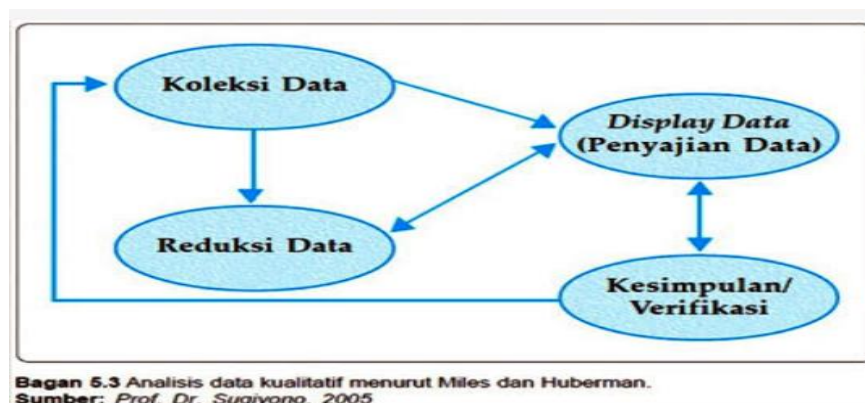 Koleksi Data
Display Data
(Penyajian Data)
Reduksi Data
Kesimpulan/
Verifikasi
Bagan 5.3 Analisis data kualitatif menurut Miles dan Huberman.
Sumber: Prof. Dr. Sugiyono, 2005